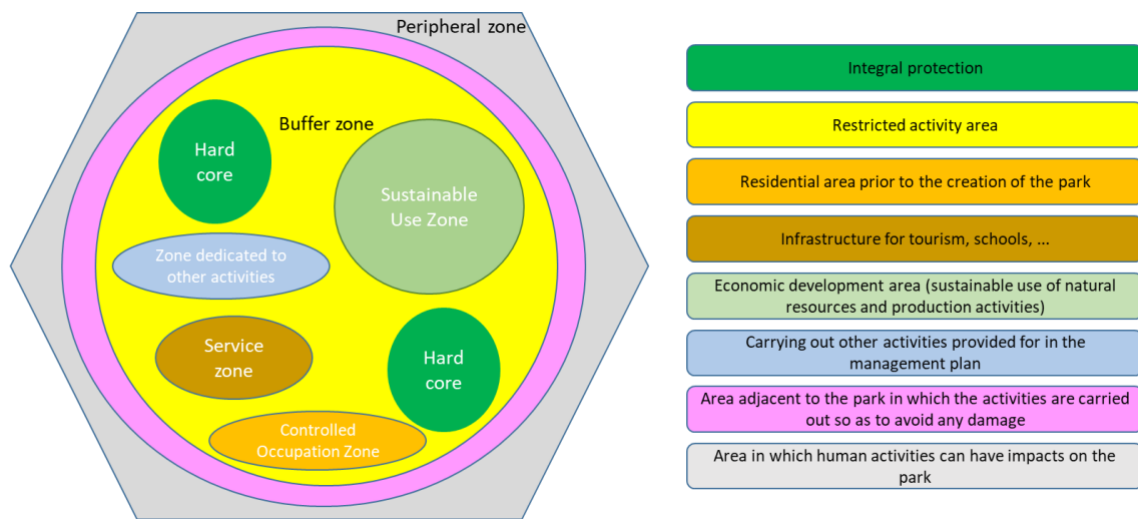 Peripheral zone
Buffer zone
Hard
core
Sustainable
Use Zone
Zone dedicated to
other activities
Service
zone
Hard
core
Controlled
Occupation Zone
Integral protection
Restricted activity area
Residential area prior to the creation of the park
Infrastructure for tourism, schools, ...
Economic development area (sustainable use of natural
resources and production activities)
Carrying out other activities provided for in the
management plan
Area adjacent to the park in which the activities are carried
out so as to avoid any damage
Area in which human activities can have impacts on the
park